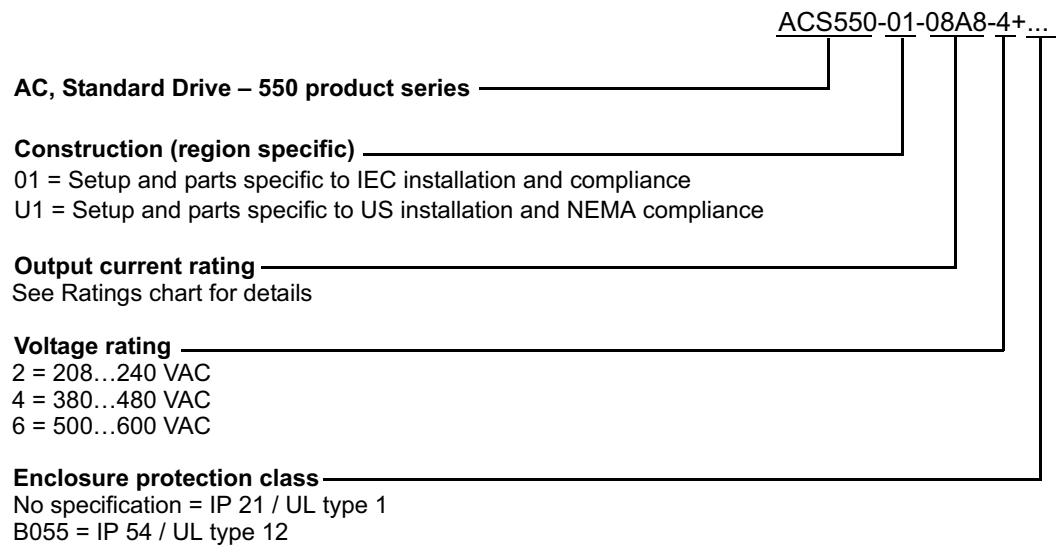 ACS550-01-08A8-4+...
AC, Standard Drive – 550 product series
Construction (region specific)
01 = Setup and parts specific to IEC installation and compliance
U1 = Setup and parts specific to US installation and NEMA compliance
Output current rating
See Ratings chart for details
Voltage rating
2 = 208…240 VAC
4 = 380…480 VAC
6 = 500…600 VAC
Enclosure protection class
No specification = IP 21 / UL type 1
B055 = IP 54 / UL type 12